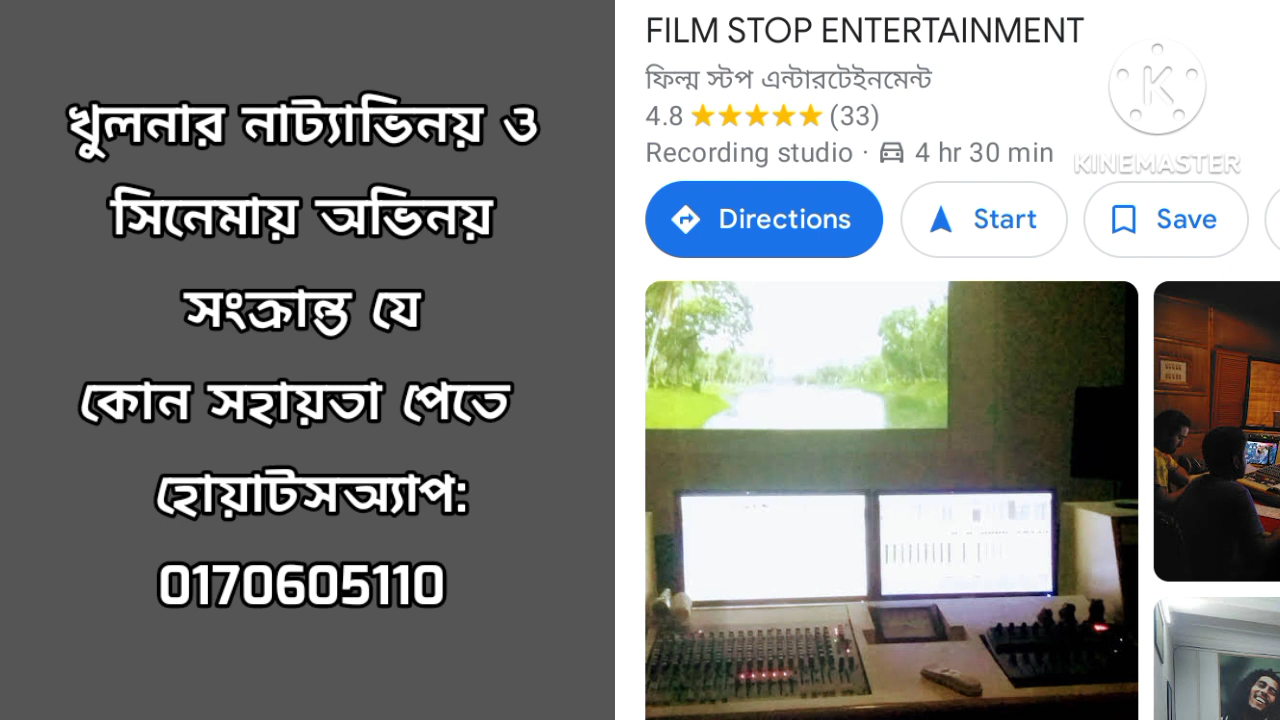 খুলনার নাট্যাভিনয় ও
সিনেমায় অভিনয়
সংক্রান্ত যে
কোন সহায়তা পেতে
হোয়াটসঅ্যাপ:
0170605110
FILM STOP ENTERTAINMENT
ফিল্ম স্টপ এন্টারটেইনমেন্ট
4.8 ★★★★★ (33)
Recording studio · 4 hr 30 min
K
KINEMASTER
Directions
Start
Save